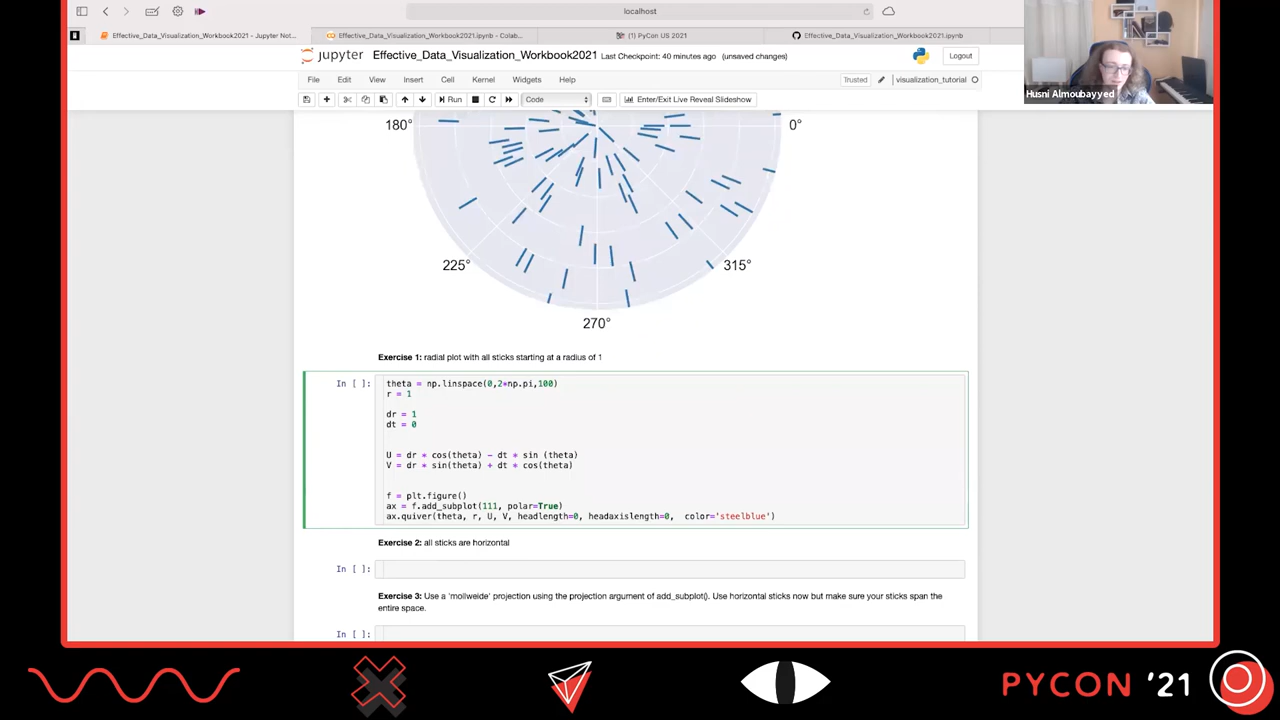 localhost
Effective_Data_Visualization_Workbook2021 - Jupyter Not...
Effective_Data_Visualization_Workbook2021.ipynb - Colab...
(1) PyCon US 2021
Effective_Data_Visualization_Workbook2021.ipynb
jupyter Effective_Data_Visualization_Workbook2021 Last Checkpoint: 40 minutes ago (unsaved changes)
Logout
File Edit View Insert Cell Kernel Widgets Help
Trusted
visualization_tutorial
Run
Code
Enter/Exit Live Reveal Slideshow
Husni Almoubayyed
180°
0°
225°
315°
270°
Exercise 1: radial plot with all sticks starting at a radius of 1
In [ ]:
theta = np.linspace(0,2*np.pi,100)
r = 1
dr = 1
dt = 0
U = dr * cos(theta) - dt * sin (theta)
V = dr * sin(theta) + dt * cos(theta)
f = plt.figure()
ax = f.add_subplot(111, polar=True)
ax.quiver(theta, r, U, V, headlength=0, headaxislength=0,  color='steelblue')
Exercise 2: all sticks are horizontal
In [ ]:
Exercise 3: Use a 'mollweide' projection using the projection argument of add_subplot(). Use horizontal sticks now but make sure your sticks span the
entire space.
In [ ]:
PYCON '21